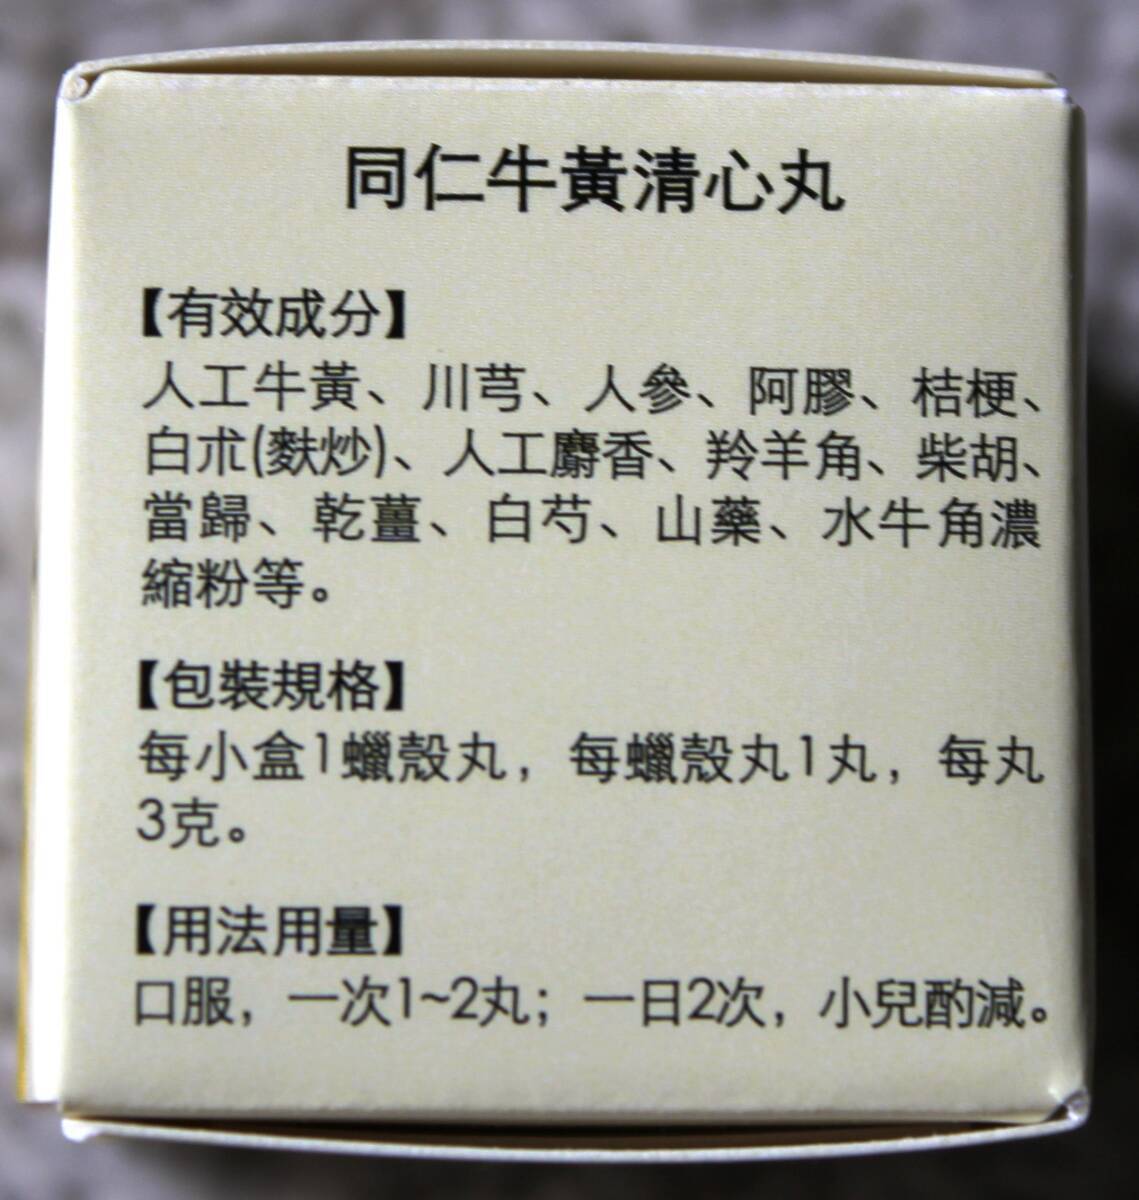 同仁牛黃清心丸
【有效成分】
人工牛黃、川芎、人參、阿膠、桔梗、
白朮(麩炒)、人工麝香、羚羊角、柴胡、
當歸、乾薑、白芍、山藥、水牛角濃
縮粉等。
【包裝規格】
每小盒1蠟殼丸，每蠟殼丸1丸，每丸
3克。
【用法用量】
口服，一次1~2丸；一日2次，小兒酌減。